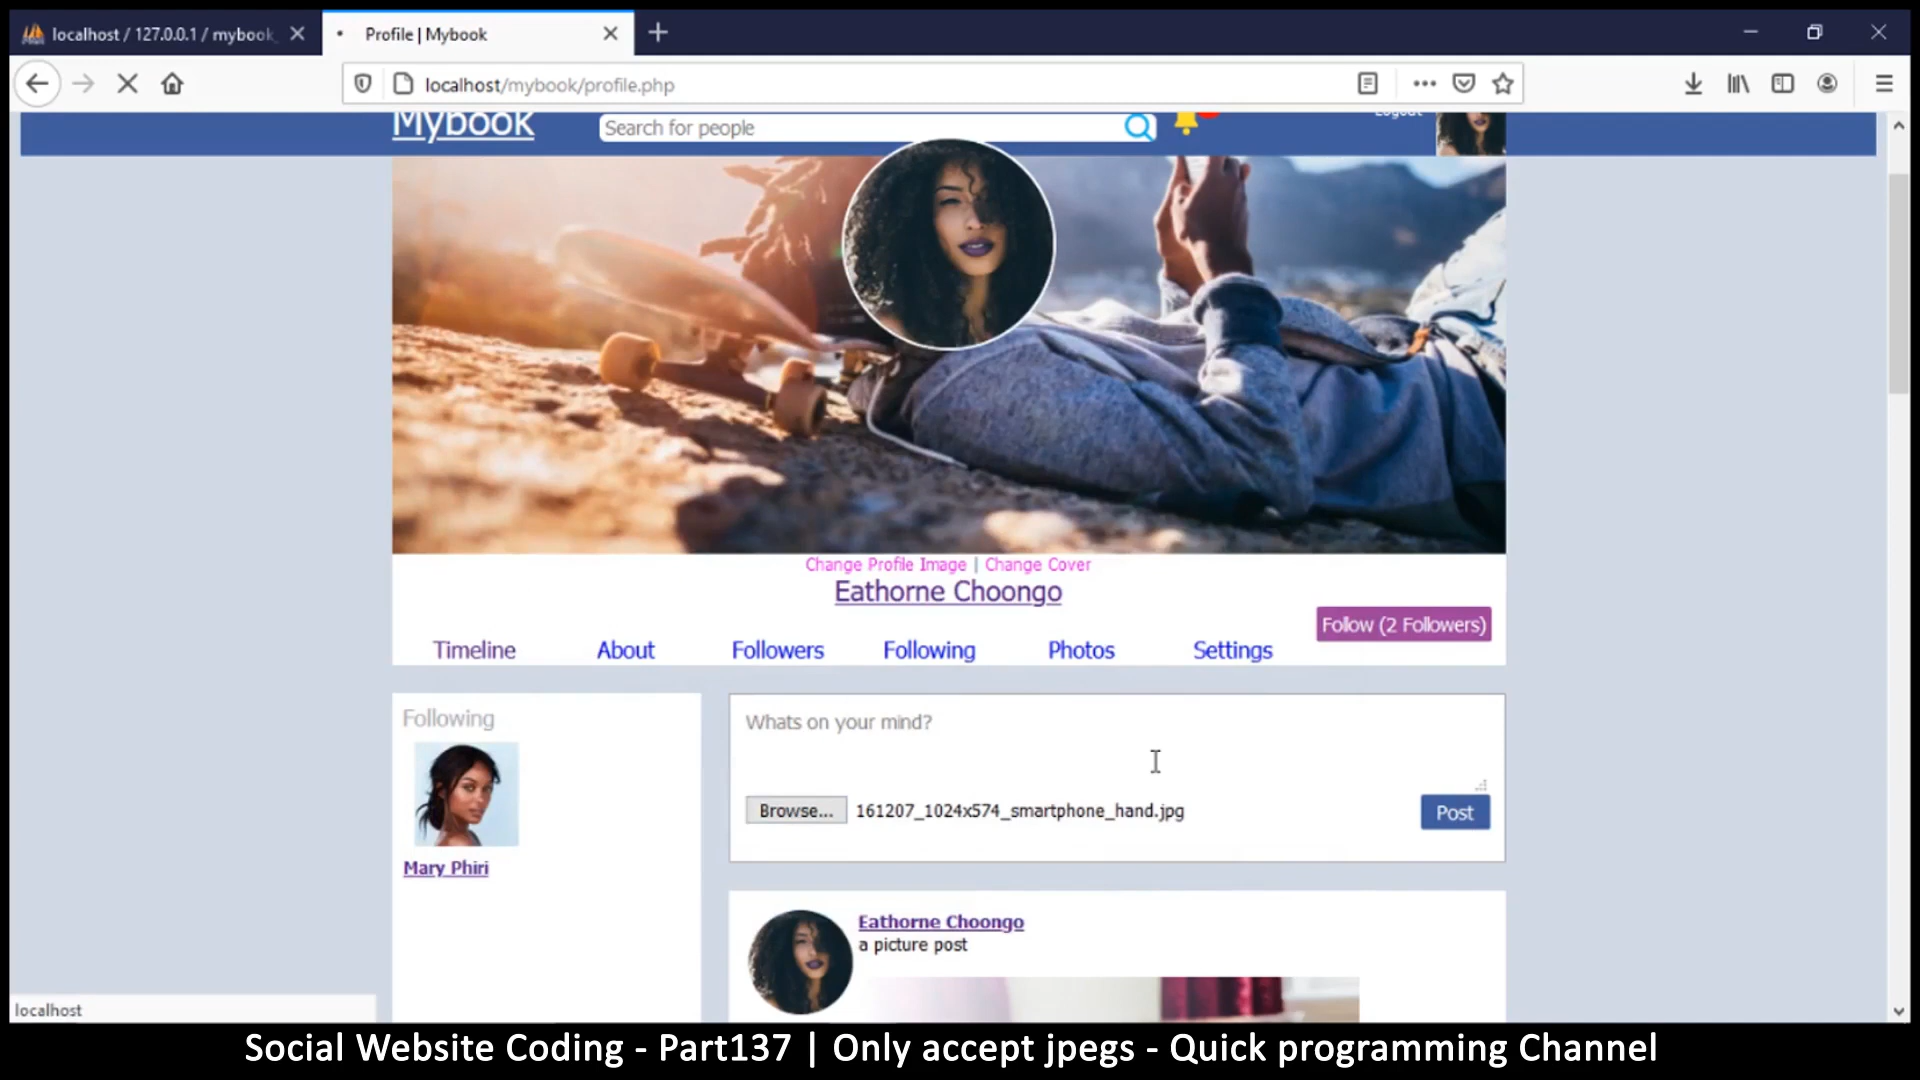 localhost / 127.0.0.1 / mybook_
Profile | Mybook
localhost/mybook/profile.php
Mybook
Search for people
Logout
Change Profile Image | Change Cover
Eathorne Choongo
Follow (2 Followers)
Timeline
About
Followers
Following
Photos
Settings
Following
Mary Phiri
Whats on your mind?
Browse...
161207_1024x574_smartphone_hand.jpg
Post
Eathorne Choongo
a picture post
localhost
Social Website Coding - Part137 | Only accept jpegs - Quick programming Channel